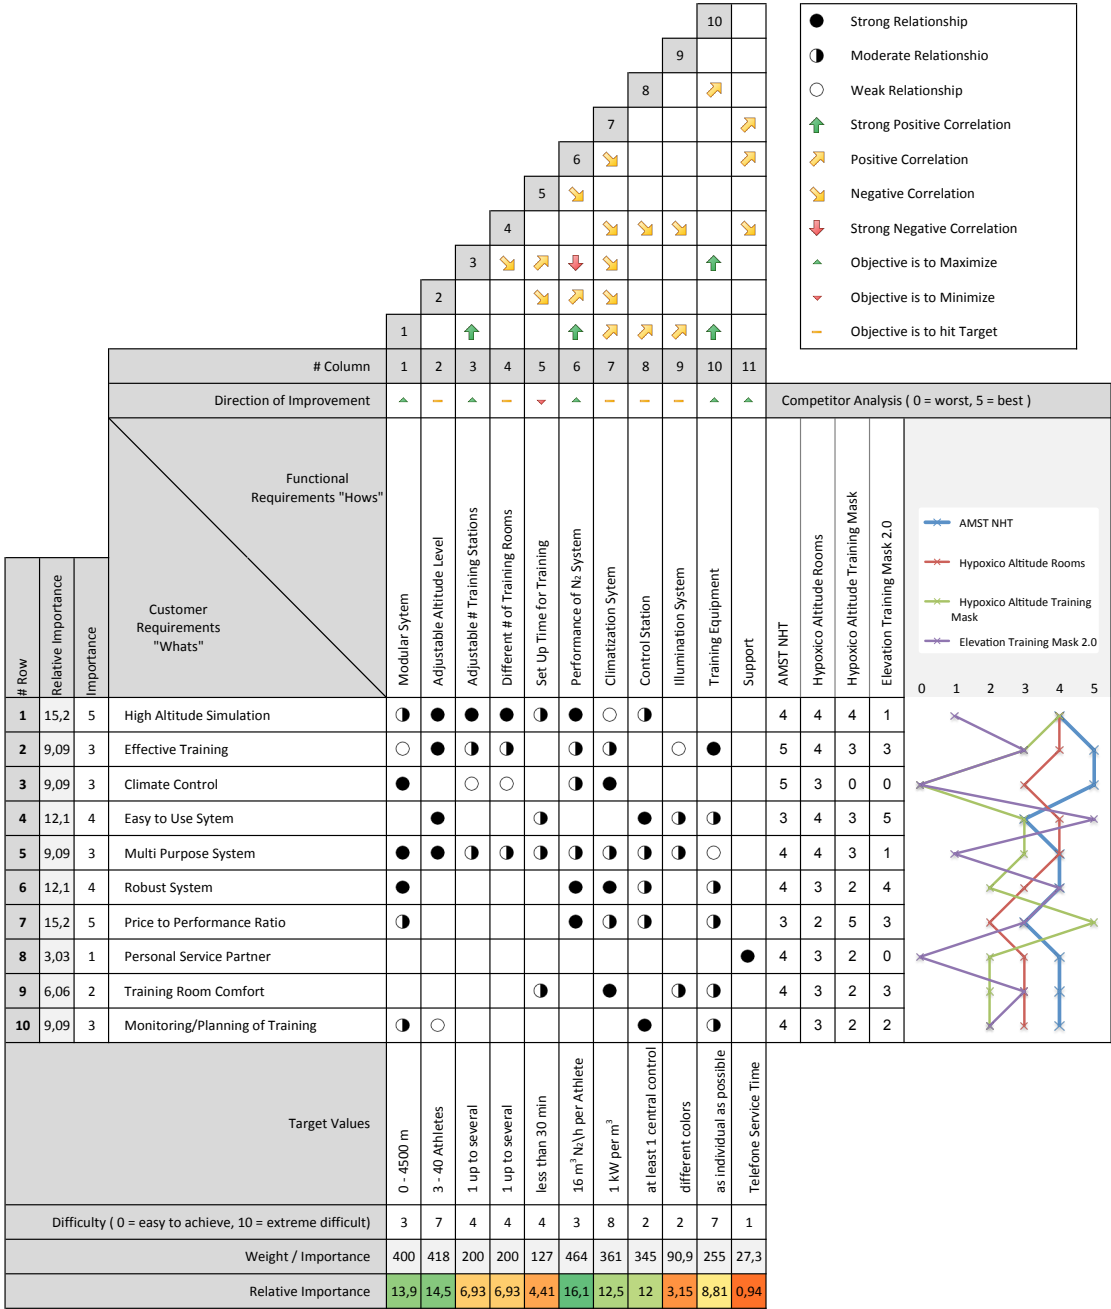 10
Strong Relationship
9
Moderate Relationshio
8
Weak Relationship
7
Strong Positive Correlation
6
Positive Correlation
5
Negative Correlation
4
Strong Negative Correlation
3
Objective is to Maximize
2
Objective is to Minimize
1
Objective is to hit Target
# Column 1 2 3 4 5 6 7 8 9 10 11
Direction of Improvement
Competitor Analysis ( 0 = worst, 5 = best )
Functional
Requirements "Hows"
Customer
Requirements
"Whats"
# Row
Relative Importance
Importance
Modular Sytem
Adjustable Altitude Level
Adjustable # Training Stations
Different # of Training Rooms
Set Up Time for Training
Performance of N₂ System
Climatization Sytem
Control Station
Illumination System
Training Equipment
Support
AMST NHT
Hypoxico Altitude Rooms
Hypoxico Altitude Training Mask
Elevation Training Mask 2.0
AMST NHT
Hypoxico Altitude Rooms
Hypoxico Altitude Training
Mask
Elevation Training Mask 2.0
0 1 2 3 4 5
1 15,2 5 High Altitude Simulation 4 4 4 1
2 9,09 3 Effective Training 5 4 3 3
3 9,09 3 Climate Control 5 3 0 0
4 12,1 4 Easy to Use Sytem 3 4 3 5
5 9,09 3 Multi Purpose System 4 4 3 1
6 12,1 4 Robust System 4 3 2 4
7 15,2 5 Price to Performance Ratio 3 2 5 3
8 3,03 1 Personal Service Partner 4 3 2 0
9 6,06 2 Training Room Comfort 4 3 2 3
10 9,09 3 Monitoring/Planning of Training 4 3 2 2
Target Values
0 - 4500 m
3 - 40 Athletes
1 up to several
1 up to several
less than 30 min
16 m³ N₂\h per Athlete
1 kW per m³
at least 1 central control
different colors
as individual as possible
Telefone Service Time
Difficulty ( 0 = easy to achieve, 10 = extreme difficult) 3 7 4 4 4 3 8 2 2 7 1
Weight / Importance 400 418 200 200 127 464 361 345 90,9 255 27,3
Relative Importance 13,9 14,5 6,93 6,93 4,41 16,1 12,5 12 3,15 8,81 0,94